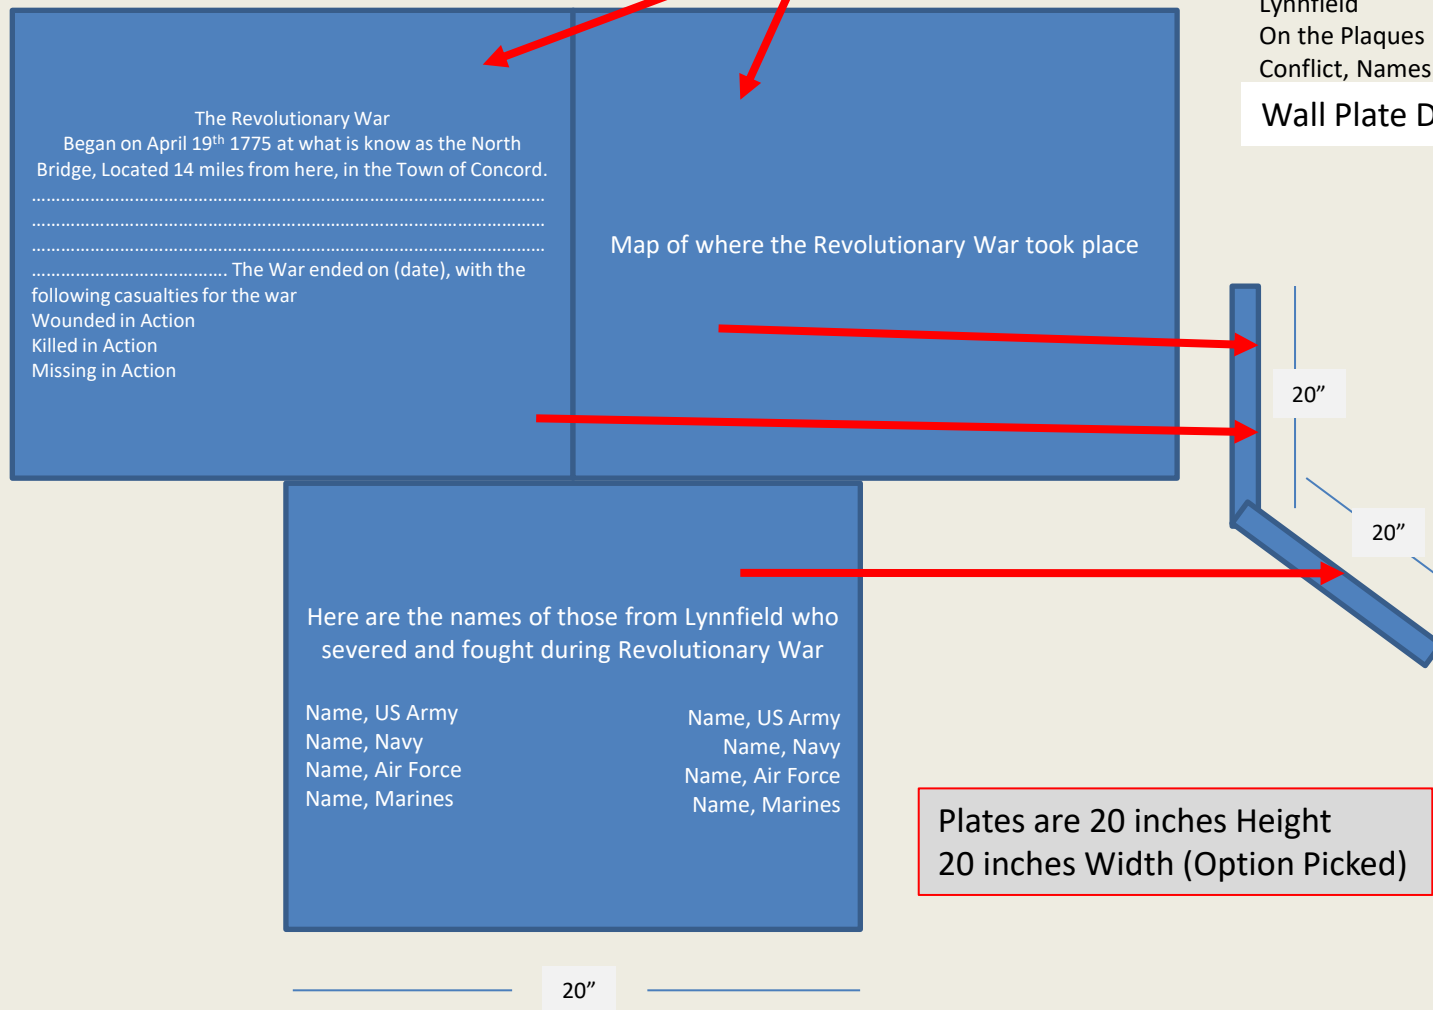 Lynnfield
On the Plaques
Conflict, Names
Wall Plate D
The Revolutionary War
Began on April 19th 1775 at what is know as the North
Bridge, Located 14 miles from here, in the Town of Concord.
……………………………………………………………………………………………
……………………………………………………………………………………………
……………………………………………………………………………………………
…………………………………. The War ended on (date), with the
following casualties for the war
Wounded in Action
Killed in Action
Missing in Action
Map of where the Revolutionary War took place
20”
20”
Here are the names of those from Lynnfield who
severed and fought during Revolutionary War
Name, US Army
Name, Navy
Name, Air Force
Name, Marines
Name, US Army
Name, Navy
Name, Air Force
Name, Marines
Plates are 20 inches Height
20 inches Width (Option Picked)
20”